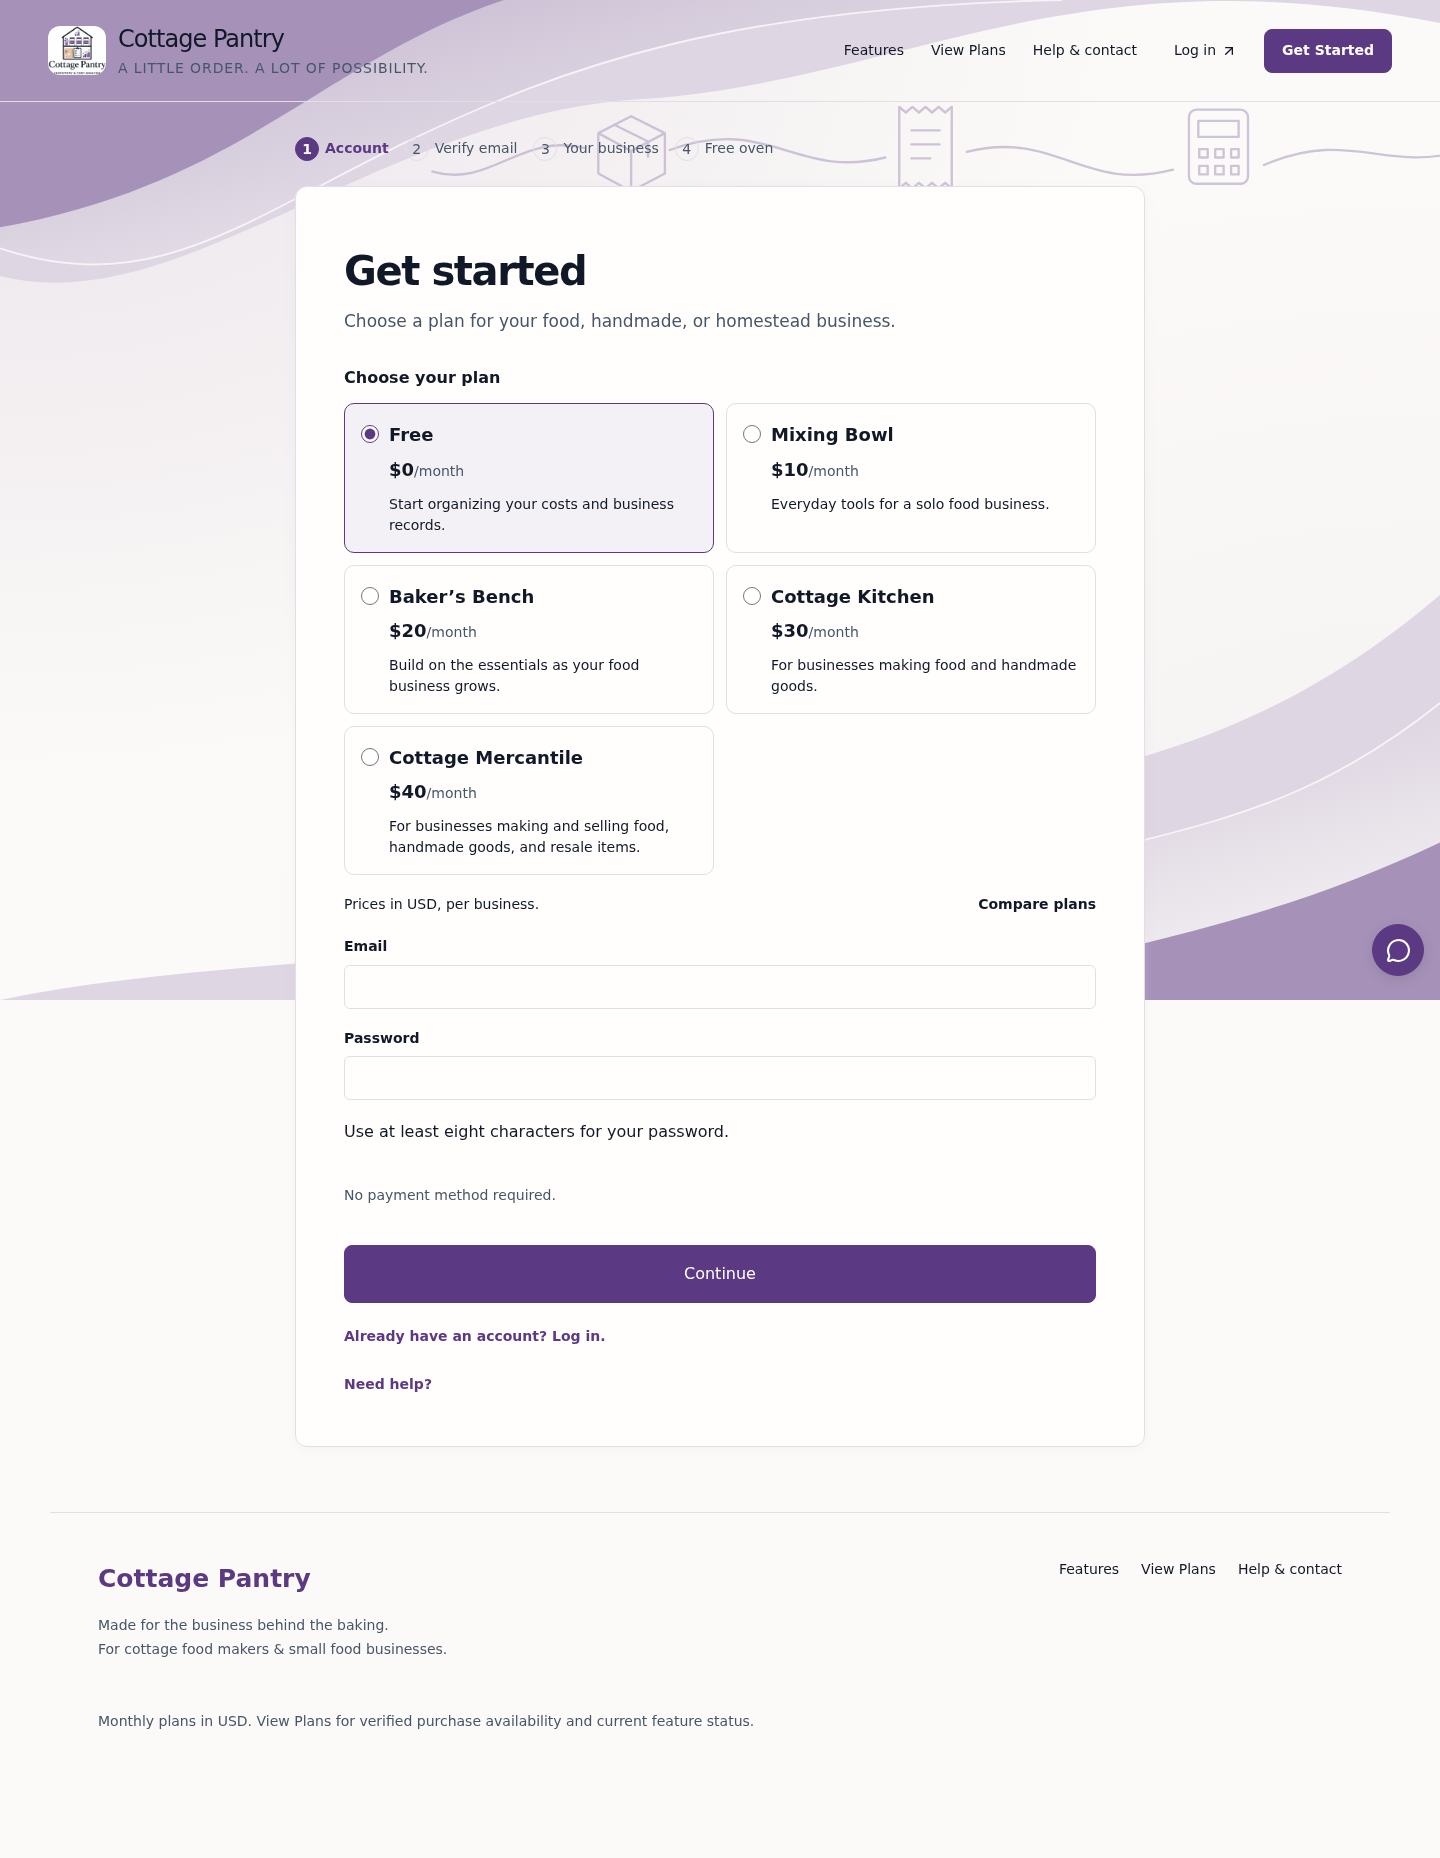 Cottage Pantry
Cottage Pantry
A LITTLE ORDER. A LOT OF POSSIBILITY.
Features
View Plans
Help & contact
Log in
Get Started
1 Account
2 Verify email
3 Your business
4 Free oven
Get started
Choose a plan for your food, handmade, or homestead business.
Choose your plan
Free
$0/month
Start organizing your costs and business
records.
Mixing Bowl
$10/month
Everyday tools for a solo food business.
Baker’s Bench
$20/month
Build on the essentials as your food
business grows.
Cottage Kitchen
$30/month
For businesses making food and handmade
goods.
Cottage Mercantile
$40/month
For businesses making and selling food,
handmade goods, and resale items.
Prices in USD, per business.
Compare plans
Email
Password
Use at least eight characters for your password.
No payment method required.
Continue
Already have an account? Log in.
Need help?
Cottage Pantry
Features
View Plans
Help & contact
Made for the business behind the baking.
For cottage food makers & small food businesses.
Monthly plans in USD. View Plans for verified purchase availability and current feature status.